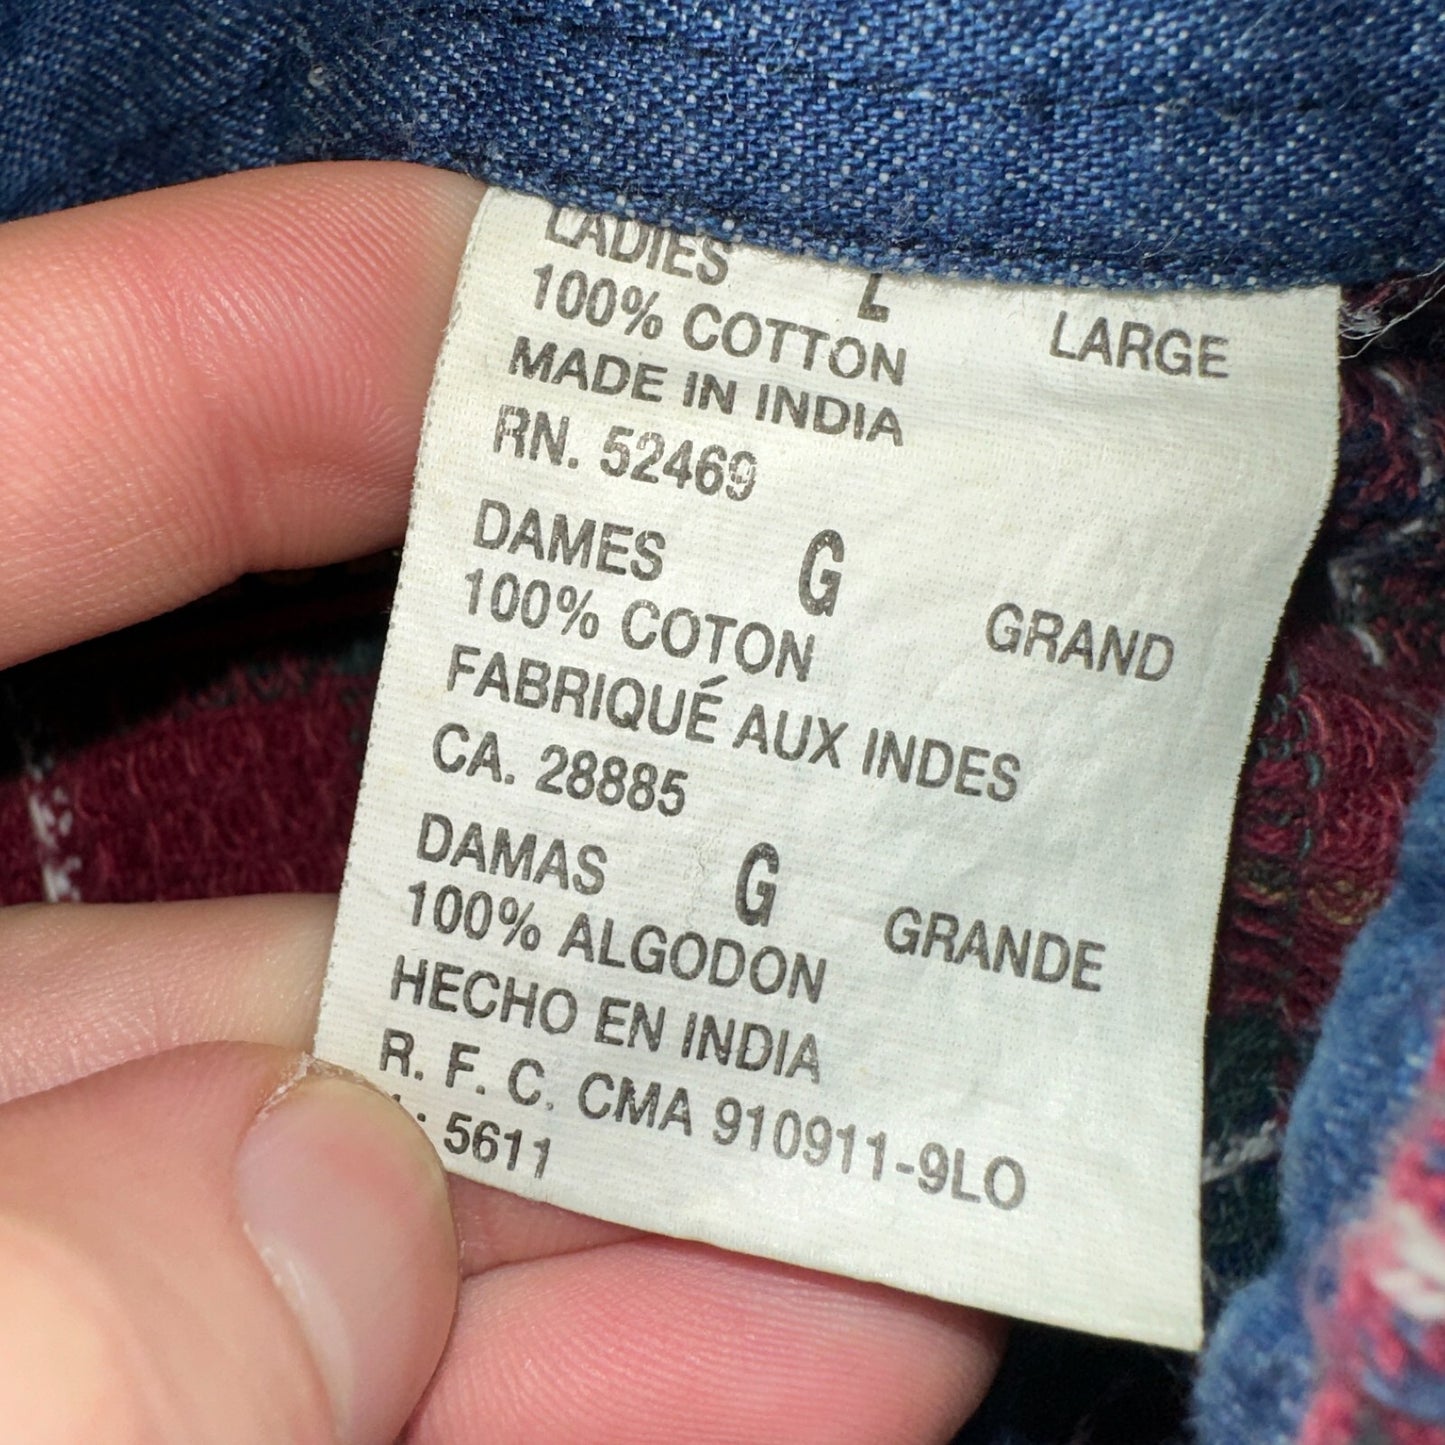 LADIES L LARGE
100% COTTON
MADE IN INDIA
RN. 52469
DAMES G GRAND
100% COTON
FABRIQUÉ AUX INDES
CA. 28885
DAMAS G GRANDE
100% ALGODON
HECHO EN INDIA
R. F. C. CMA 910911-9LO
5611